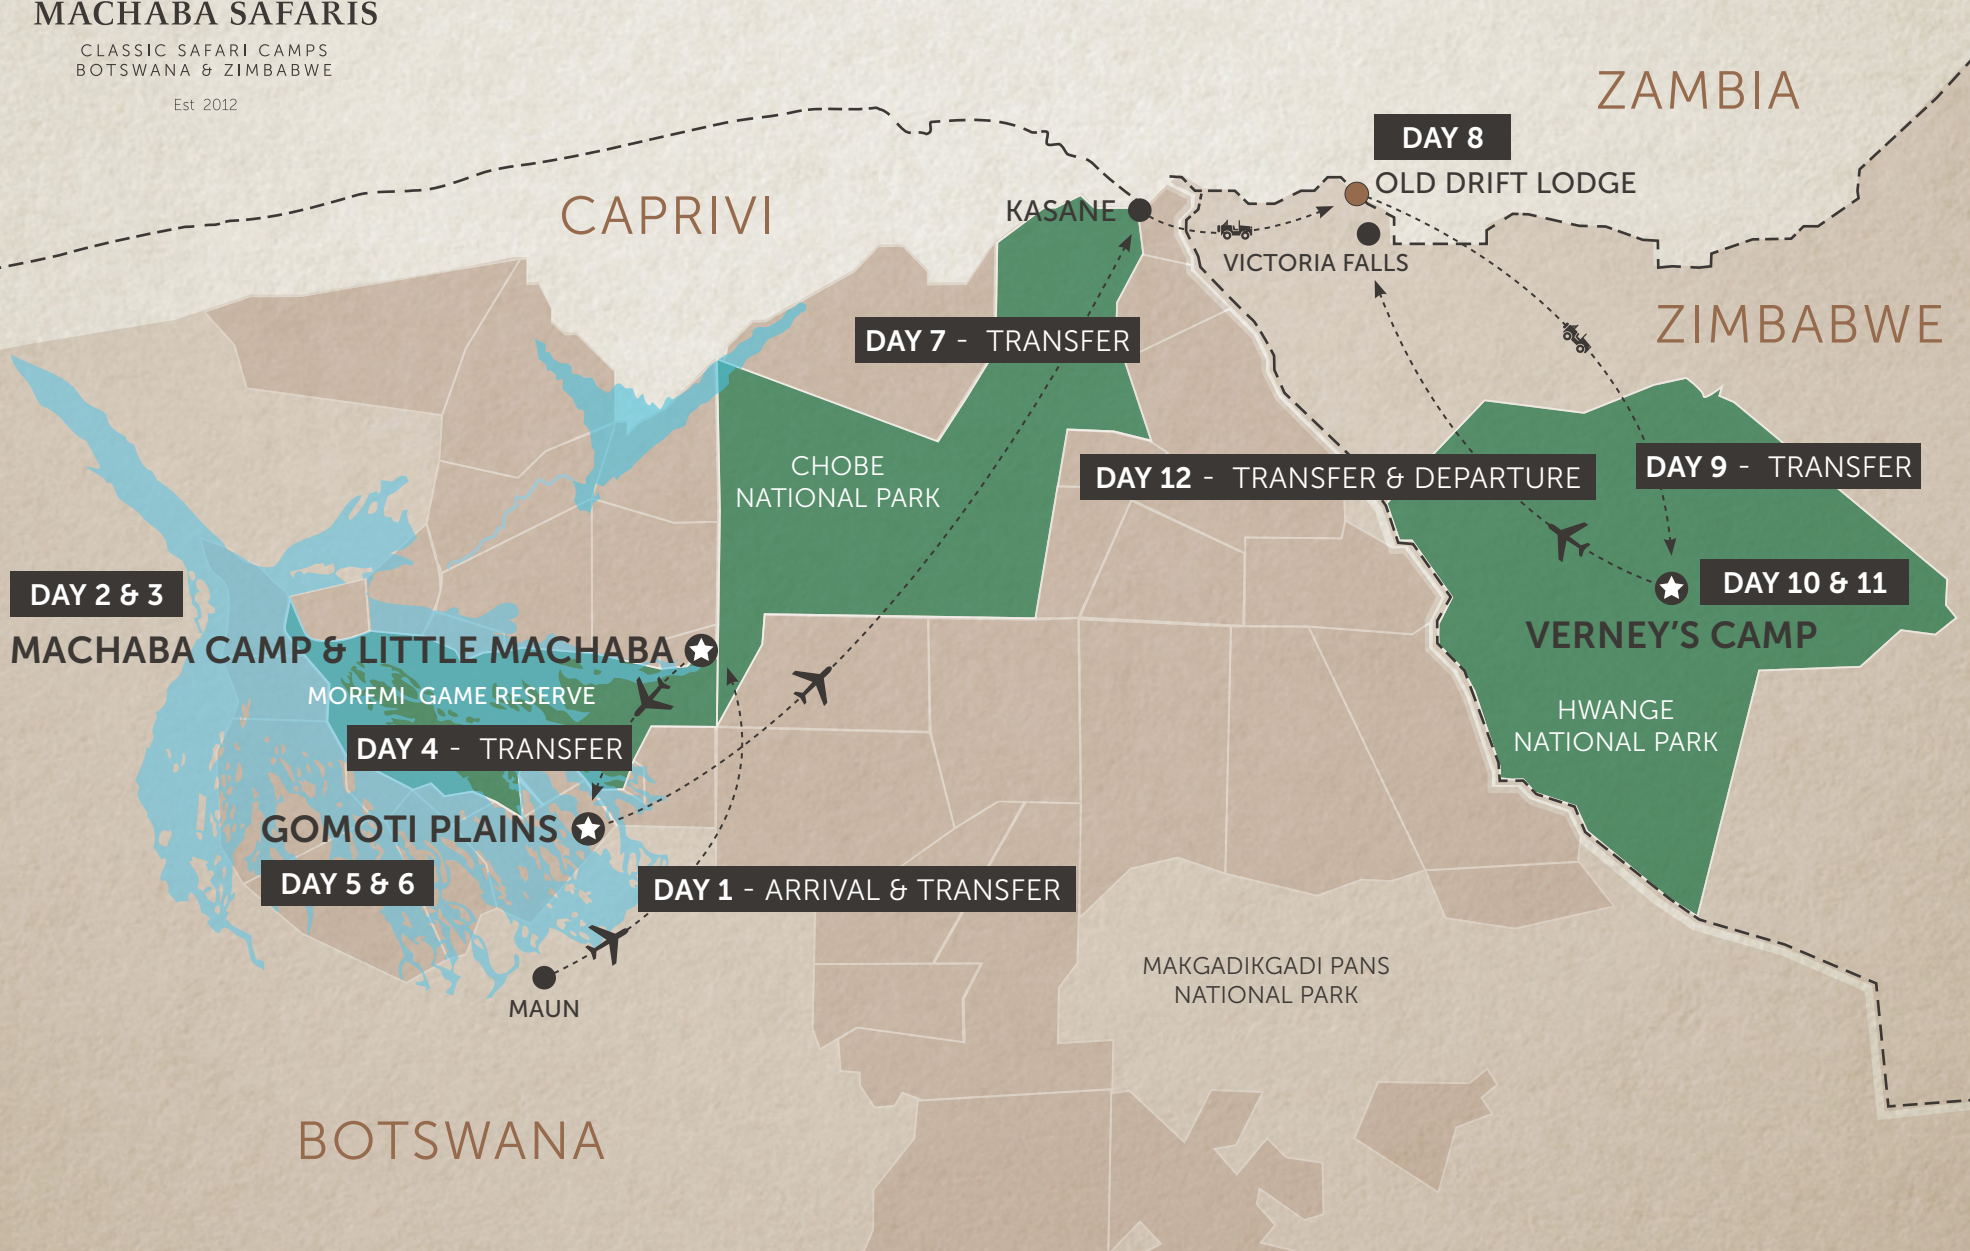 MACHABA SAFARIS
CLASSIC SAFARI CAMPS
BOTSWANA & ZIMBABWE
Est 2012
ZAMBIA
DAY 8
OLD DRIFT LODGE
CAPRIVI
KASANE
VICTORIA FALLS
ZIMBABWE
DAY 7 - TRANSFER
CHOBE
NATIONAL PARK
DAY 12 - TRANSFER & DEPARTURE
DAY 9 - TRANSFER
DAY 2 & 3
MACHABA CAMP & LITTLE MACHABA
DAY 10 & 11
VERNEY'S CAMP
MOREMI GAME RESERVE
HWANGE
NATIONAL PARK
DAY 4 - TRANSFER
GOMOTI PLAINS
DAY 5 & 6
DAY 1 - ARRIVAL & TRANSFER
MAKGADIKGADI PANS
NATIONAL PARK
MAUN
BOTSWANA